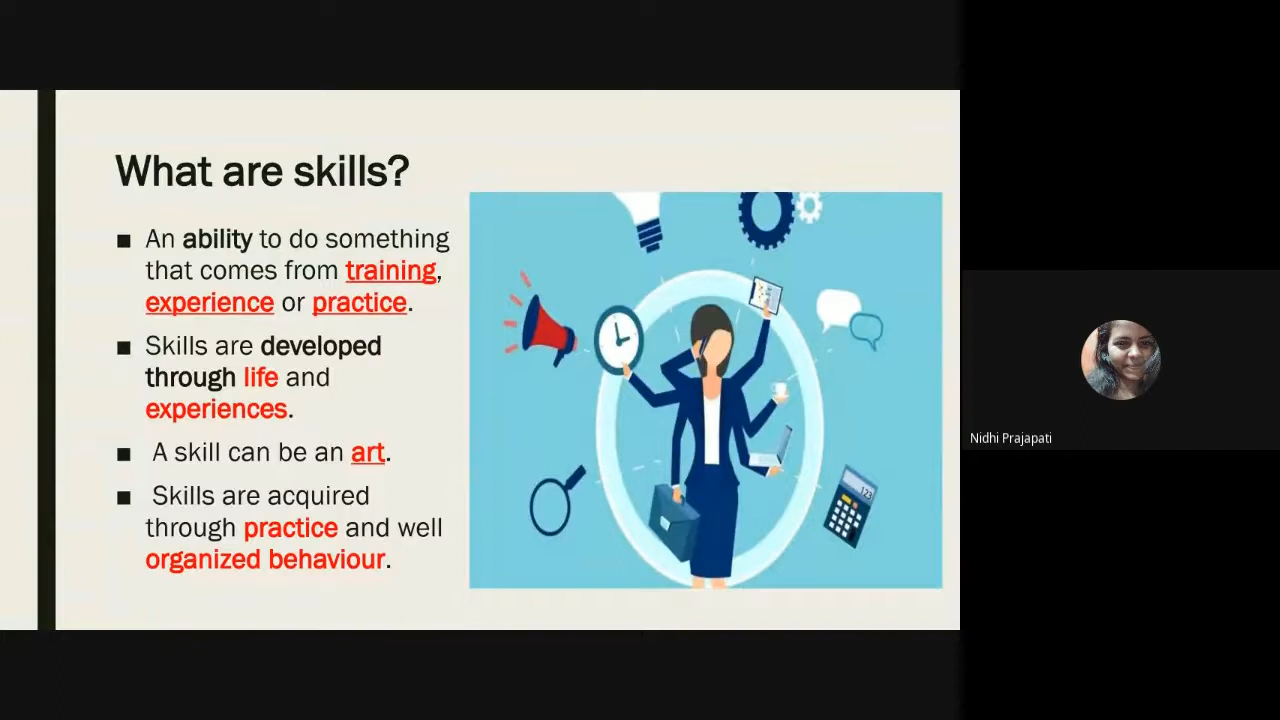 What are skills?
■ An ability to do something
that comes from training,
experience or practice.
■ Skills are developed
through life and
experiences.
■ A skill can be an art.
■ Skills are acquired
through practice and well
organized behaviour.
123
Nidhi Prajapati